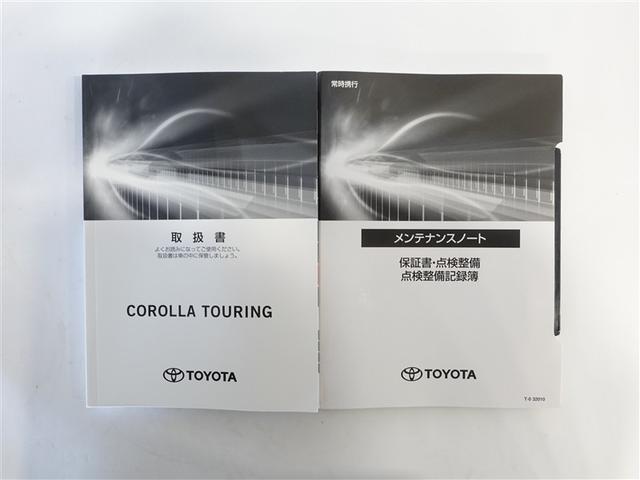 取扱書
よくお読みになってご使用ください。
取扱書は車の中に保管しましょう。
COROLLA TOURING
TOYOTA
常時携行
メンテナンスノート
保証書・点検整備
点検整備記録簿
TOYOTA
T-0 32010